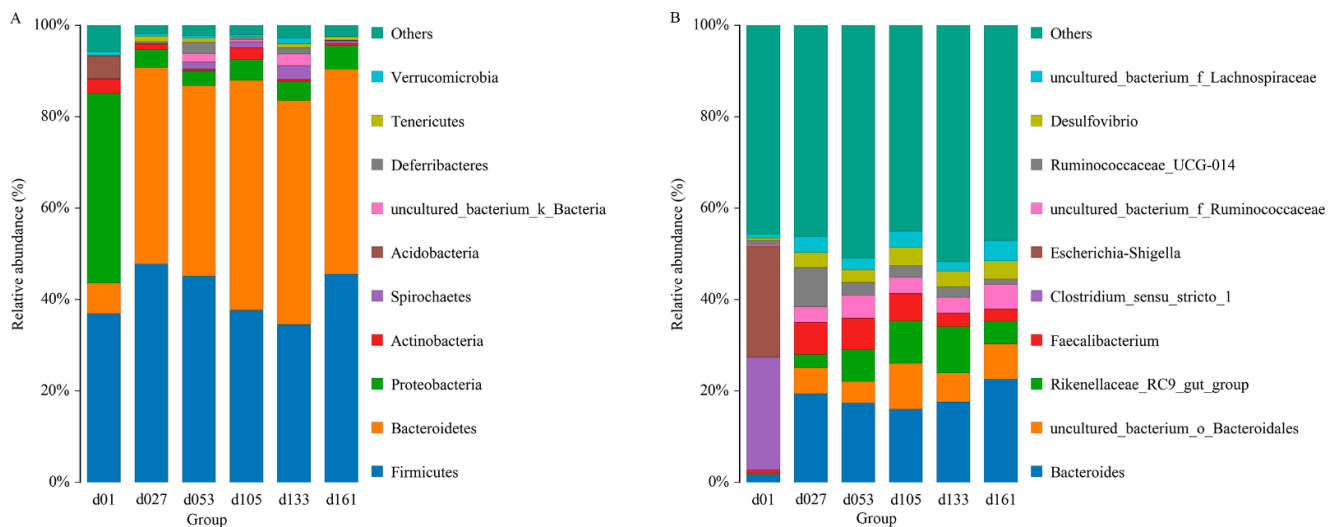 A
Relative abundance (%)
100%
80%
60%
40%
20%
0%
d01
d027
d053
d105
d133
d161
Group
Others
Verrucomicrobia
Tenericutes
Deferribacteres
uncultured_bacterium_k_Bacteria
Acidobacteria
Spirochaetes
Actinobacteria
Proteobacteria
Bacteroidetes
Firmicutes
B
Relative abundance (%)
100%
80%
60%
40%
20%
0%
d01
d027
d053
d105
d133
d161
Group
Others
uncultured_bacterium_f_Lachnospiraceae
Desulfovibrio
Ruminococcaceae_UCG-014
uncultured_bacterium_f_Ruminococcaceae
Escherichia-Shigella
Clostridium_sensu_stricto_1
Faecalibacterium
Rikenellaceae_RC9_gut_group
uncultured_bacterium_o_Bacteroidales
Bacteroides